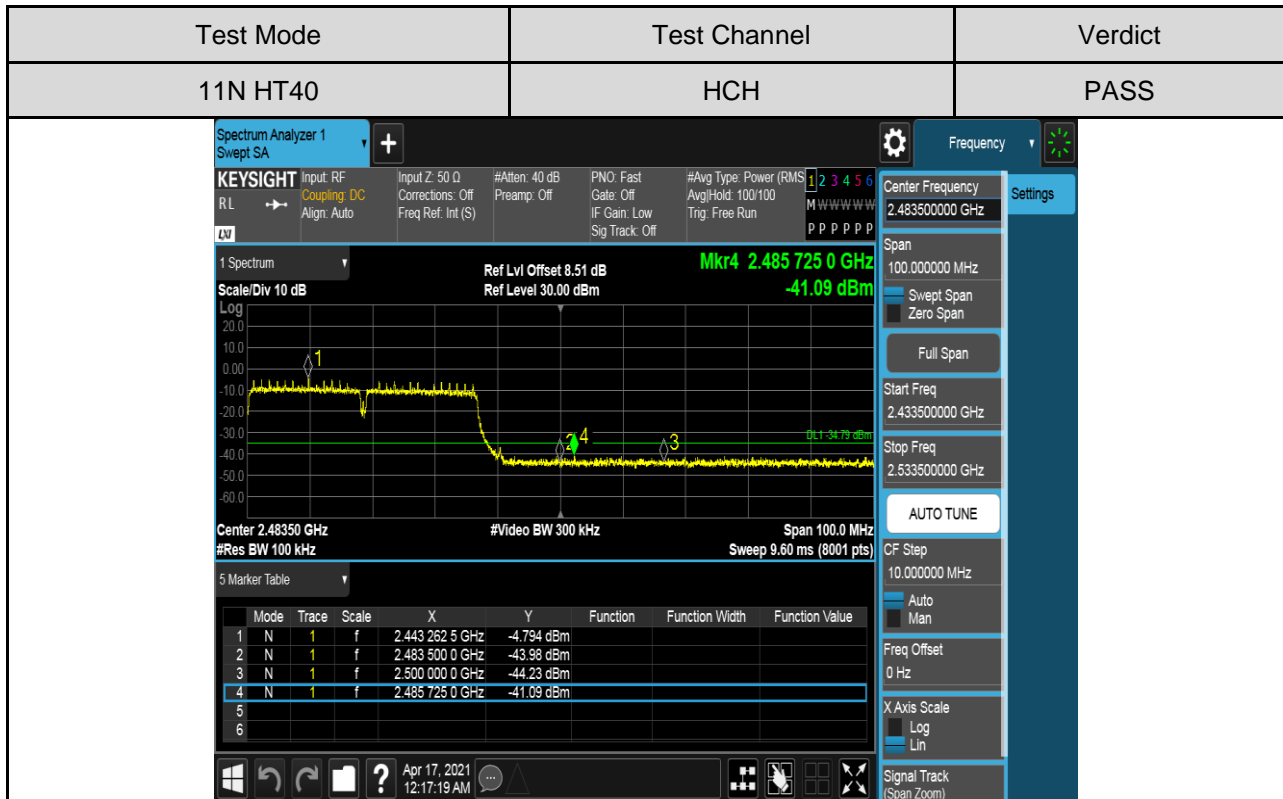 Test Mode Test Channel Verdict
11N HT40 HCH PASS
Spectrum Analyzer 1
Swept SA
+
Frequency
KEYSIGHT Input: RF Input Z: 50 Ω #Atten: 40 dB PNO: Fast #Avg Type: Power (RMS 1 2 3 4 5 6
RL Coupling: DC Corrections: Off Preamp: Off Gate: Off Avg|Hold: 100/100 M W W W W W
Align: Auto Freq Ref: Int (S) IF Gain: Low Trig: Free Run
LXI Sig Track: Off P P P P P P
1 Spectrum Ref Lvl Offset 8.51 dB Mkr4 2.485 725 0 GHz
Scale/Div 10 dB Ref Level 30.00 dBm -41.09 dBm
Log
20.0
10.0
0.00
-10.0
-20.0
-30.0
-40.0
-50.0
-60.0
1
2 4 3
DL1 -34.79 dBm
Center 2.48350 GHz #Video BW 300 kHz Span 100.0 MHz
#Res BW 100 kHz Sweep 9.60 ms (8001 pts)
5 Marker Table
Mode Trace Scale X Y Function Function Width Function Value
1 N 1 f 2.443 262 5 GHz -4.794 dBm
2 N 1 f 2.483 500 0 GHz -43.98 dBm
3 N 1 f 2.500 000 0 GHz -44.23 dBm
4 N 1 f 2.485 725 0 GHz -41.09 dBm
5
6
? Apr 17, 2021
12:17:19 AM
Center Frequency
2.483500000 GHz
Settings
Span
100.000000 MHz
Swept Span
Zero Span
Full Span
Start Freq
2.433500000 GHz
Stop Freq
2.533500000 GHz
AUTO TUNE
CF Step
10.000000 MHz
Auto
Man
Freq Offset
0 Hz
X Axis Scale
Log
Lin
Signal Track
(Span Zoom)